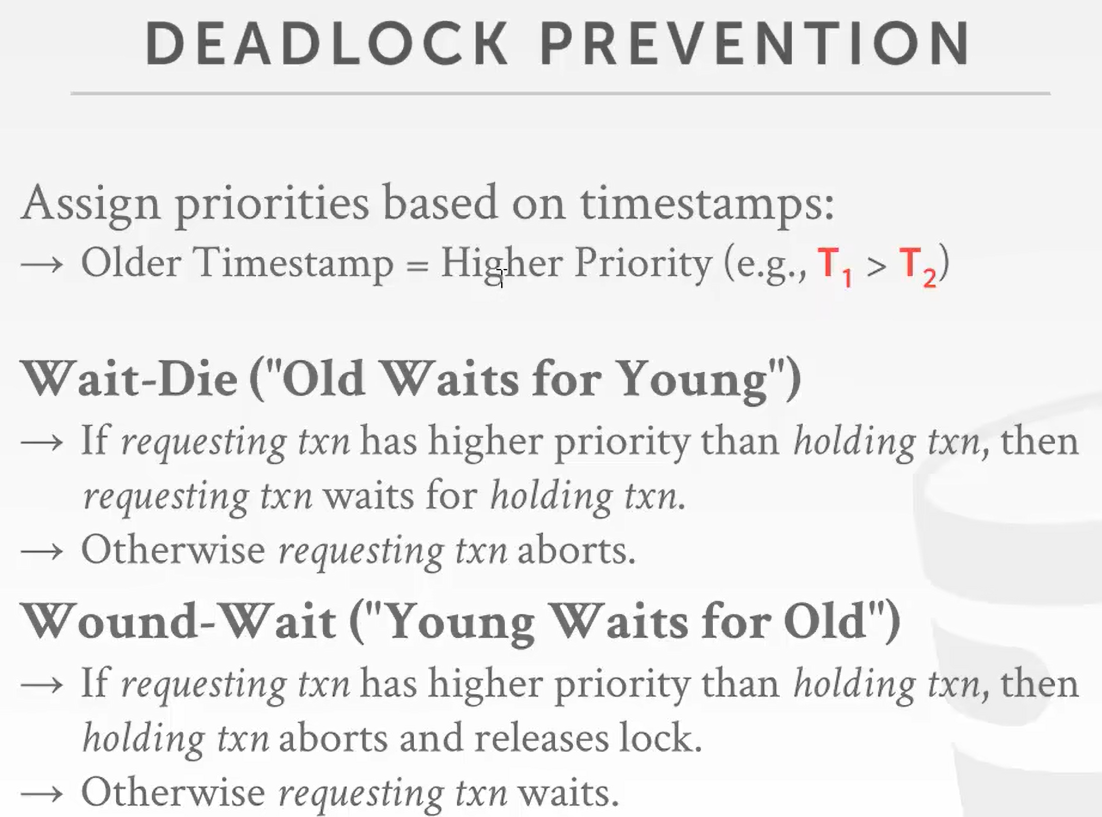 DEADLOCK PREVENTION
Assign priorities based on timestamps:
→ Older Timestamp = Higher Priority (e.g., T₁ > T₂)
Wait-Die ("Old Waits for Young")
→ If requesting txn has higher priority than holding txn, then
requesting txn waits for holding txn.
→ Otherwise requesting txn aborts.
Wound-Wait ("Young Waits for Old")
→ If requesting txn has higher priority than holding txn, then
holding txn aborts and releases lock.
→ Otherwise requesting txn waits.